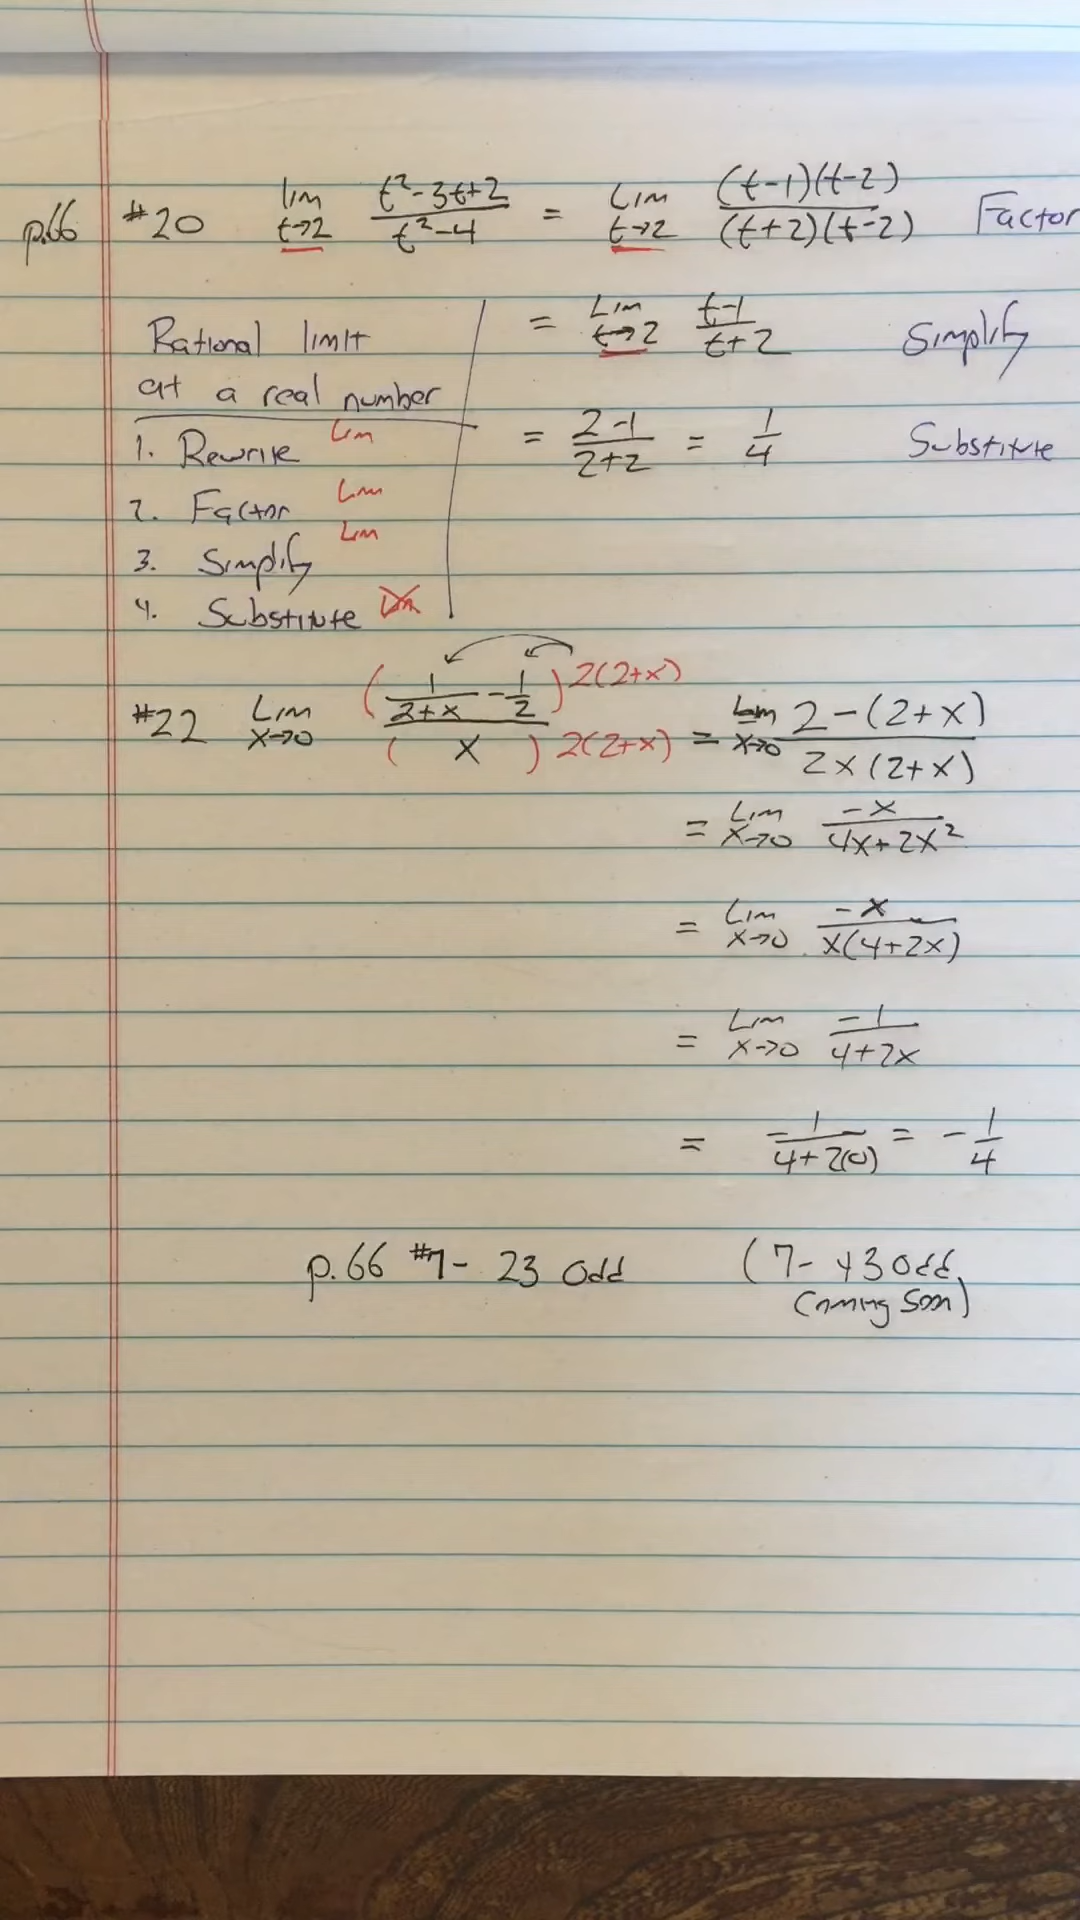 p.66 #20 lim t→2 (t²-3t+2)/(t²-4) = Lim t→2 ((t-1)(t-2))/((t+2)(t-2)) Factor
= Lim t→2 (t-1)/(t+2) Simplify
= (2-1)/(2+2) = 1/4 Substitute
Rational limit
at a real number
1. Rewrite Lim
2. Factor Lim
3. Simplify Lim
4. Substitute Lim
#22 Lim x→0 (1/(2+x) - 1/2) 2(2+x) / (x) 2(2+x) = Lim x→0 (2-(2+x))/(2x(2+x))
= Lim x→0 -x/(4x+2x²)
= Lim x→0 -x/(x(4+2x))
= Lim x→0 -1/(4+2x)
= -1/(4+2(0)) = -1/4
p.66 #7- 23 odd (7- 43 odd,
coming soon)